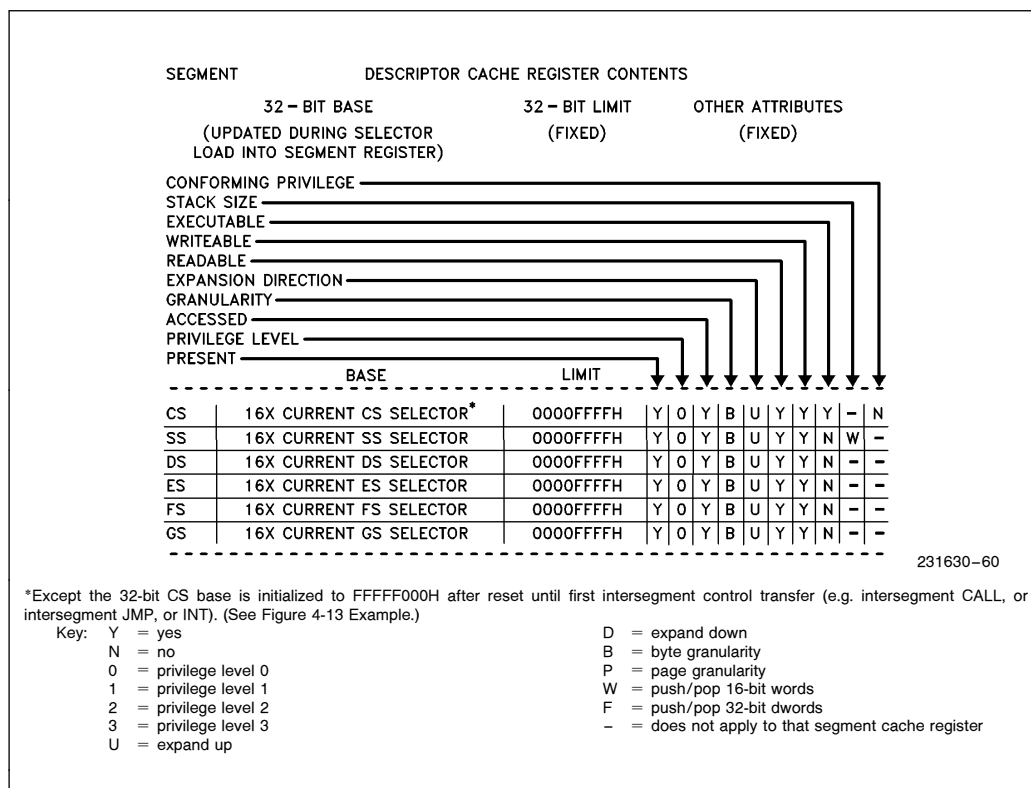 SEGMENT DESCRIPTOR CACHE REGISTER CONTENTS
32-BIT BASE 32-BIT LIMIT OTHER ATTRIBUTES
(UPDATED DURING SELECTOR (FIXED) (FIXED)
LOAD INTO SEGMENT REGISTER)
CONFORMING PRIVILEGE
STACK SIZE
EXECUTABLE
WRITEABLE
READABLE
EXPANSION DIRECTION
GRANULARITY
ACCESSED
PRIVILEGE LEVEL
PRESENT
BASE LIMIT
CS 16X CURRENT CS SELECTOR* 0000FFFFH Y 0 Y B U Y Y Y - N
SS 16X CURRENT SS SELECTOR 0000FFFFH Y 0 Y B U Y Y N W -
DS 16X CURRENT DS SELECTOR 0000FFFFH Y 0 Y B U Y Y N - -
ES 16X CURRENT ES SELECTOR 0000FFFFH Y 0 Y B U Y Y N - -
FS 16X CURRENT FS SELECTOR 0000FFFFH Y 0 Y B U Y Y N - -
GS 16X CURRENT GS SELECTOR 0000FFFFH Y 0 Y B U Y Y N - -
231630-60
*Except the 32-bit CS base is initialized to FFFFF000H after reset until first intersegment control transfer (e.g. intersegment CALL, or
intersegment JMP, or INT). (See Figure 4-13 Example.)
Key: Y = yes D = expand down
N = no B = byte granularity
0 = privilege level 0 P = page granularity
1 = privilege level 1 W = push/pop 16-bit words
2 = privilege level 2 F = push/pop 32-bit dwords
3 = privilege level 3 - = does not apply to that segment cache register
U = expand up